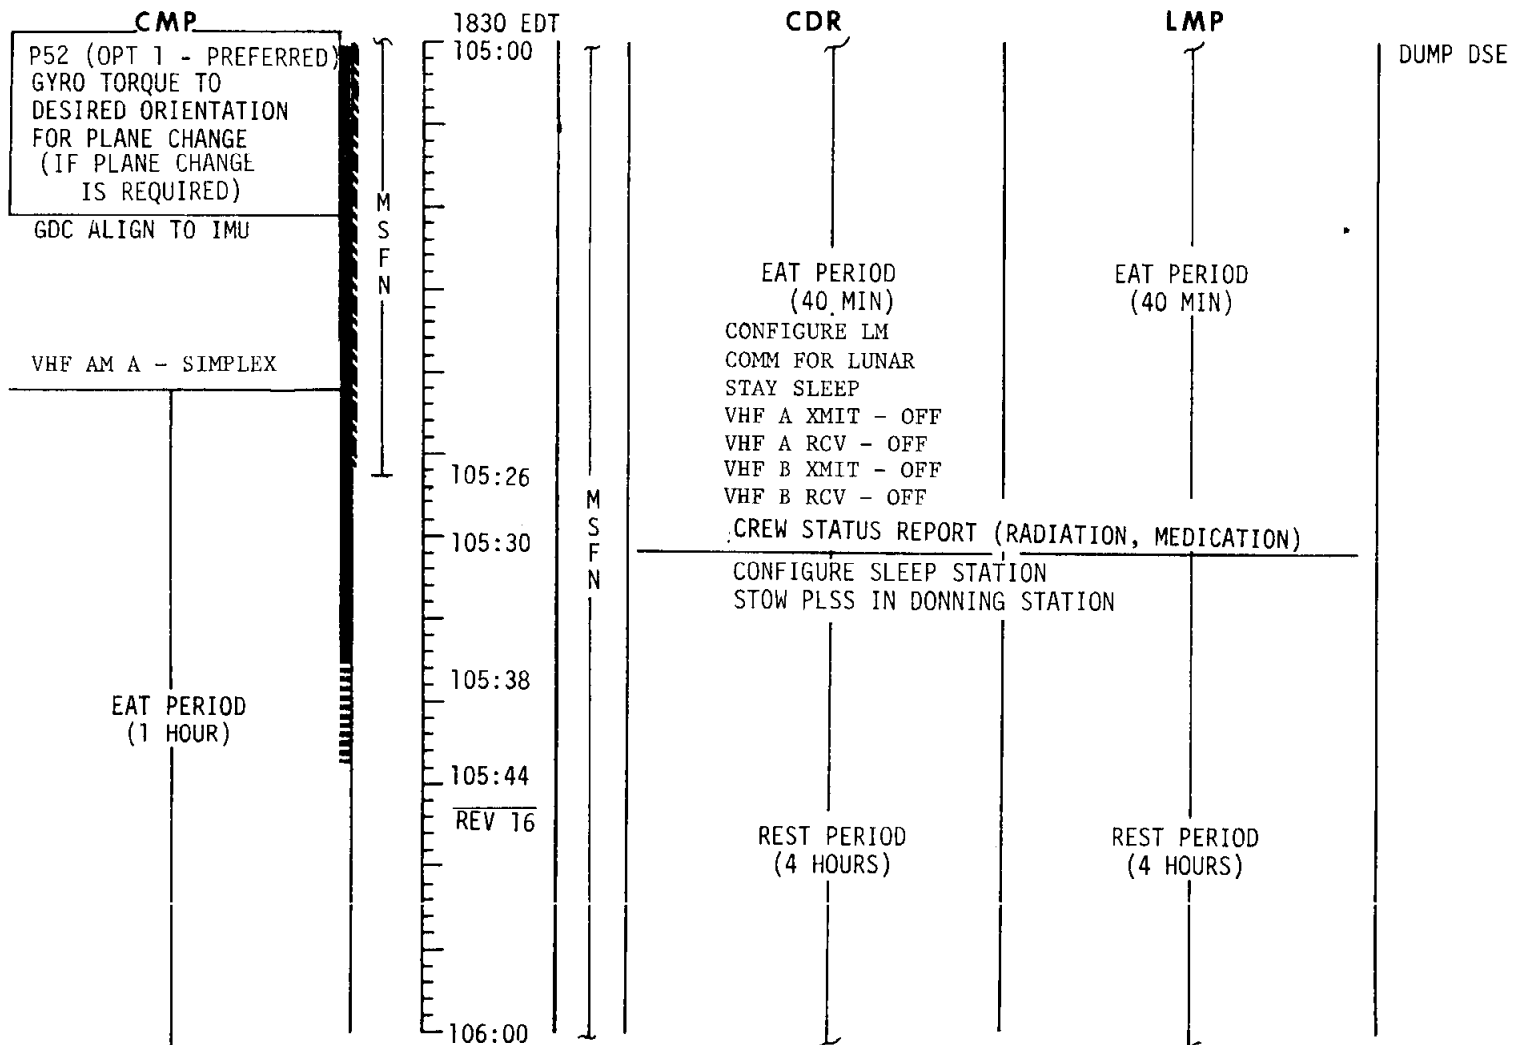 CMP
1830 EDT
CDR
LMP
P52 (OPT 1 - PREFERRED)
GYRO TORQUE TO
DESIRED ORIENTATION
FOR PLANE CHANGE
(IF PLANE CHANGE
IS REQUIRED)
GDC ALIGN TO IMU
VHF AM A - SIMPLEX
EAT PERIOD
(1 HOUR)
M
S
F
N
105:00
105:26
105:30
105:38
105:44
REV 16
106:00
M
S
F
N
EAT PERIOD
(40 MIN)
CONFIGURE LM
COMM FOR LUNAR
STAY SLEEP
VHF A XMIT - OFF
VHF A RCV - OFF
VHF B XMIT - OFF
VHF B RCV - OFF
EAT PERIOD
(40 MIN)
CREW STATUS REPORT (RADIATION, MEDICATION)
CONFIGURE SLEEP STATION
STOW PLSS IN DONNING STATION
REST PERIOD
(4 HOURS)
REST PERIOD
(4 HOURS)
DUMP DSE